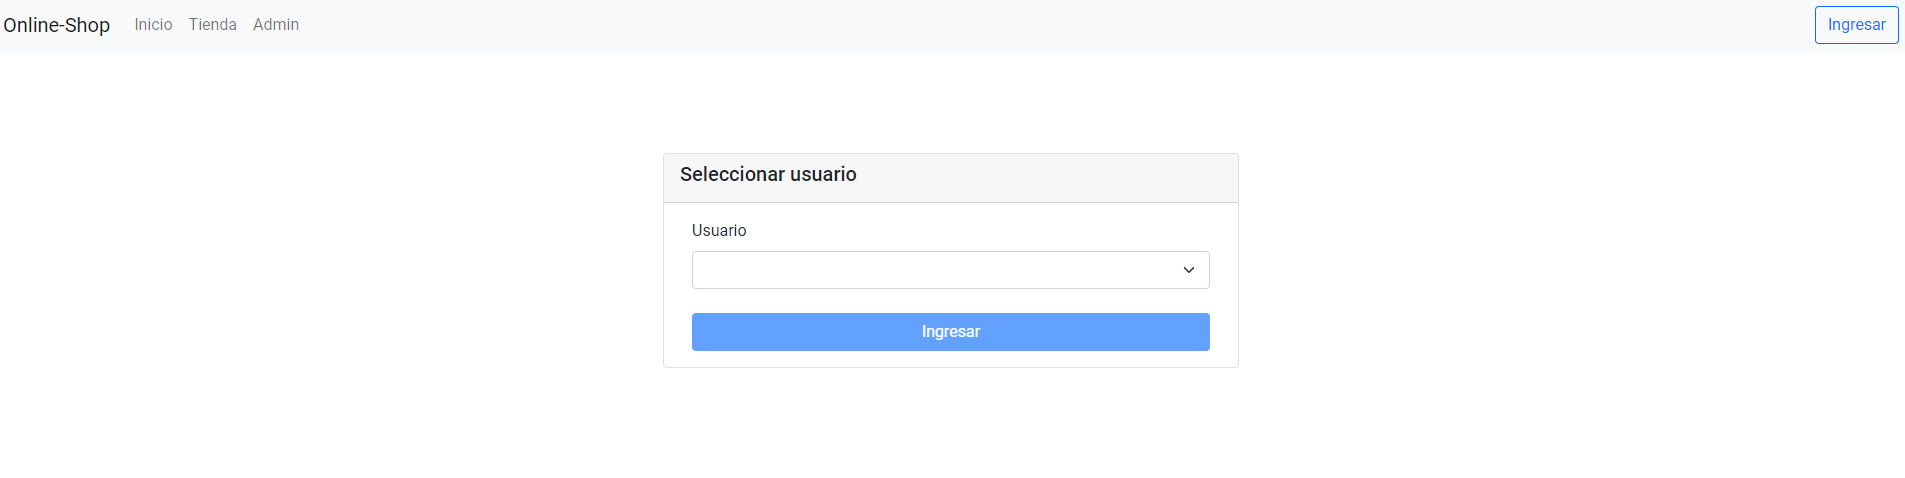 Online-Shop Inicio Tienda Admin Ingresar
Seleccionar usuario
Usuario
Ingresar